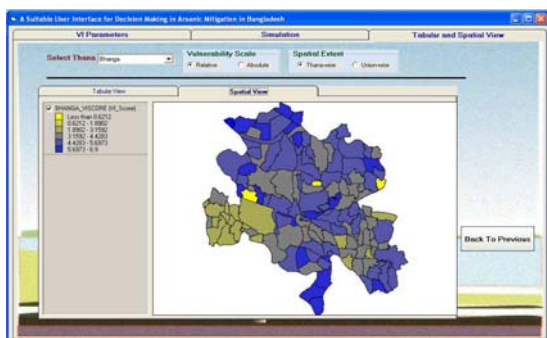 A Suitable User Interface for Decision Making in Arsanic Mitigation in Bangladesh
VI Parameters
Simulation
Tabular and Spatial View
Select Thana
Bhanga
Vulnerability Scale
Relative
Absolute
Spatial Extent
Thana-wise
Union-wise
Tabular View
Spatial View
BHANGA_VISCORE (VI_Score)
Less than 0.6212
0.6212 - 1.8902
1.8902 - 3.1592
3.1592 - 4.4283
4.4283 - 5.6973
5.6973 - 6.9
Back To Previous